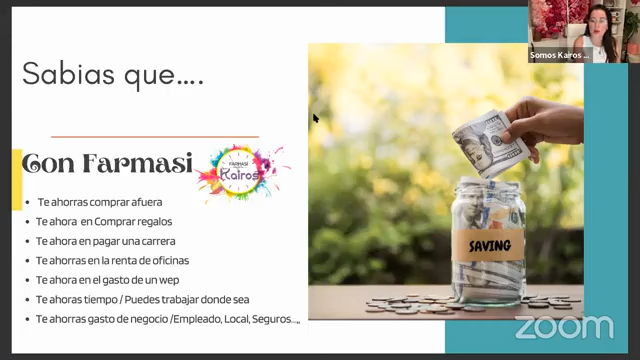 Somos Kairos ...
Sabias que....
Con Farmasi
FARMASI
Kairos
Te ahorras comprar afuera
Te ahora en Comprar regalos
Te ahora en pagar una carrera
Te ahorras en la renta de oficinas
Te ahora en el gasto de un wep
Te ahoras tiempo / Puedes trabajar donde sea
Te ahorras gasto de negocio /Empleado, Local, Seguros...,,
SAVING
zoom